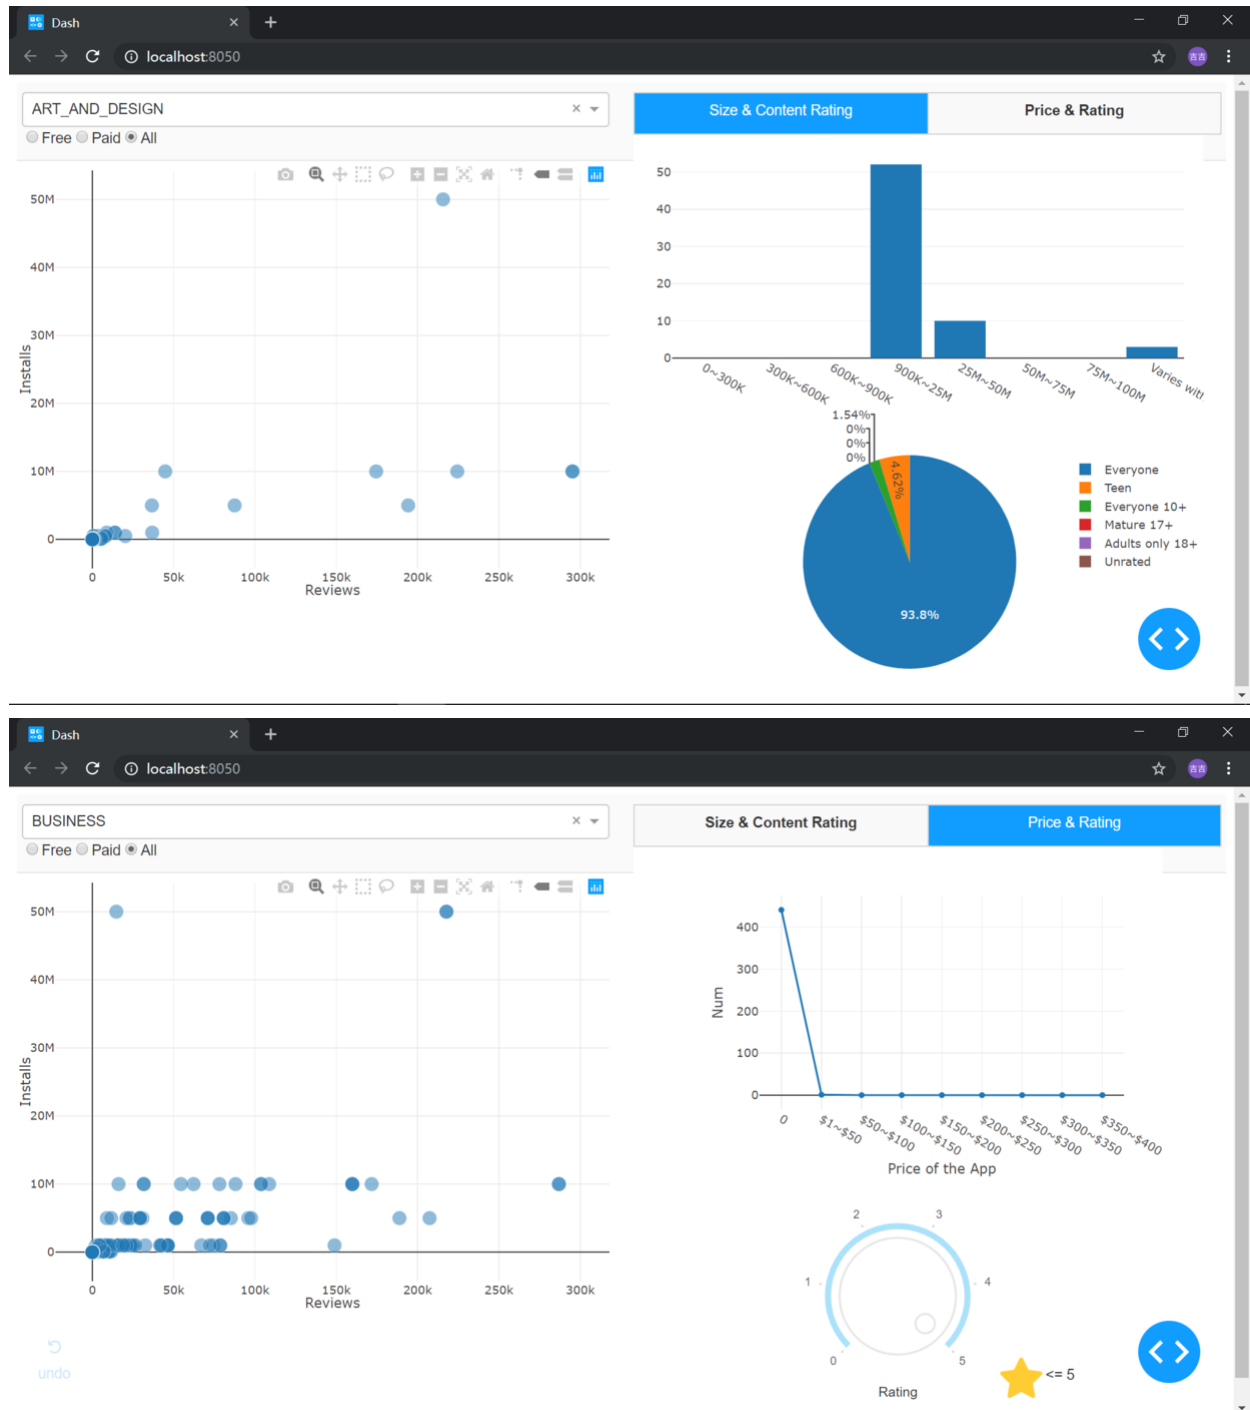 Dash
localhost:8050
吉吉
ART_AND_DESIGN
Free Paid All
Size & Content Rating
Price & Rating
50M
40M
30M
20M
10M
0
Installs
0 50k 100k 150k 200k 250k 300k
Reviews
50
40
30
20
10
0
0~300K 300K~600K 600K~900K 900K~25M 25M~50M 50M~75M 75M~100M Varies with
1.54%
0%
0%
0%
4.62%
93.8%
Everyone
Teen
Everyone 10+
Mature 17+
Adults only 18+
Unrated
Dash
localhost:8050
吉吉
BUSINESS
Free Paid All
Size & Content Rating
Price & Rating
50M
40M
30M
20M
10M
0
Installs
0 50k 100k 150k 200k 250k 300k
Reviews
undo
400
300
200
100
0
Num
0 $1~$50 $50~$100 $100~$150 $150~$200 $200~$250 $250~$300 $300~$350 $350~$400
Price of the App
0 1 2 3 4 5
Rating
<= 5